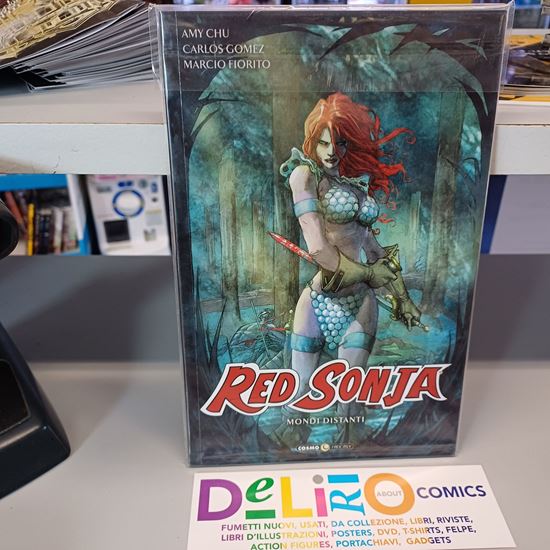 AMY CHU
CARLOS GOMEZ
MARCIO FIORITO
RED SONJA
MONDI DISTANTI
COSMO
DELIRIO ABOUT COMICS
FUMETTI NUOVI, USATI, DA COLLEZIONE, LIBRI, RIVISTE,
LIBRI D'ILLUSTRAZIONI, POSTERS, DVD, T-SHIRTS, FELPE,
ACTION FIGURES, PORTACHIAVI, GADGETS